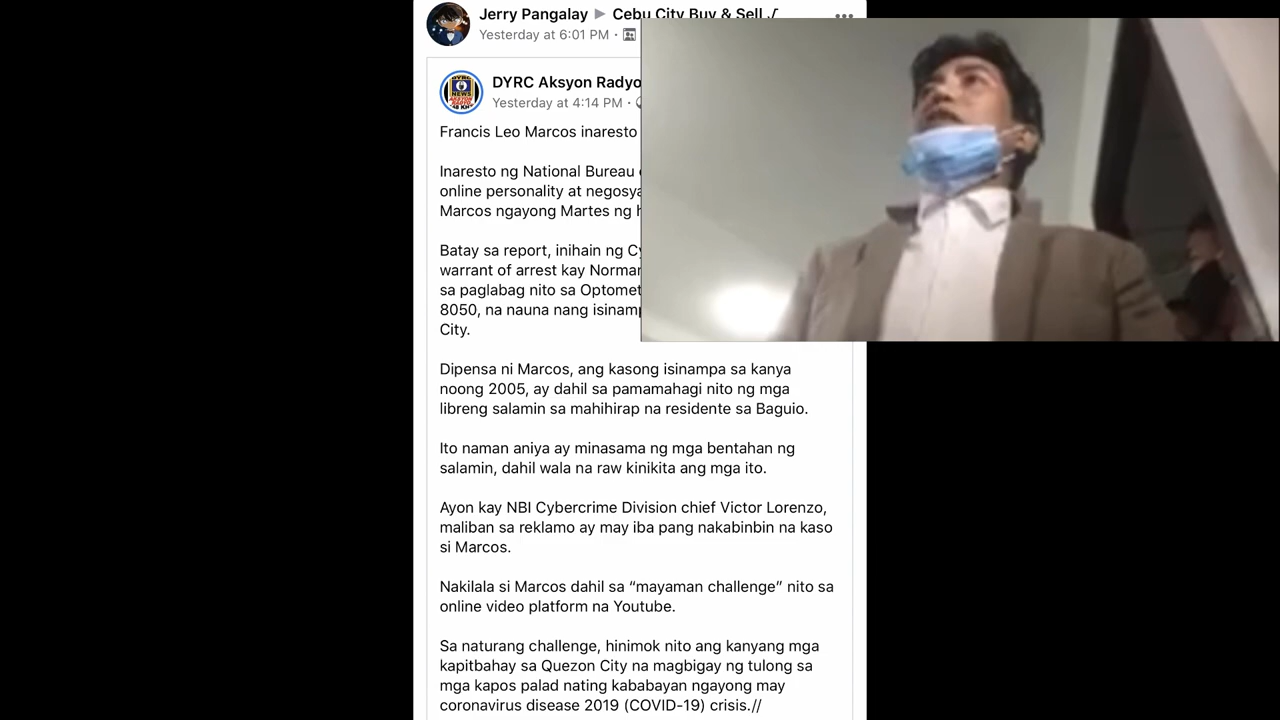 Jerry Pangalay ▶ Cebu City Buy & Sell √
Yesterday at 6:01 PM ·
DYRC Aksyon Radyo
Yesterday at 4:14 PM ·
Francis Leo Marcos inaresto
Inaresto ng National Bureau
online personality at
Marcos ngayong Martes ng
Batay sa report, inihain ng
warrant of arrest kay
sa paglabag nito sa
8050, na nauna nang
City.
Dipensa ni Marcos, ang kasong isinampa sa kanya
noong 2005, ay dahil sa pamamahagi nito ng mga
libreng salamin sa mahihirap na residente sa Baguio.
Ito naman aniya ay minasama ng mga bentahan ng
salamin, dahil wala na raw kinikita ang mga ito.
Ayon kay NBI Cybercrime Division chief Victor Lorenzo,
maliban sa reklamo ay may iba pang nakabinbin na kaso
si Marcos.
Nakilala si Marcos dahil sa “mayaman challenge” nito sa
online video platform na Youtube.
Sa naturang challenge, hinimok nito ang kanyang mga
kapitbahay sa Quezon City na magbigay ng tulong sa
mga kapos palad nating kababayan ngayong may
coronavirus disease 2019 (COVID-19) crisis.//